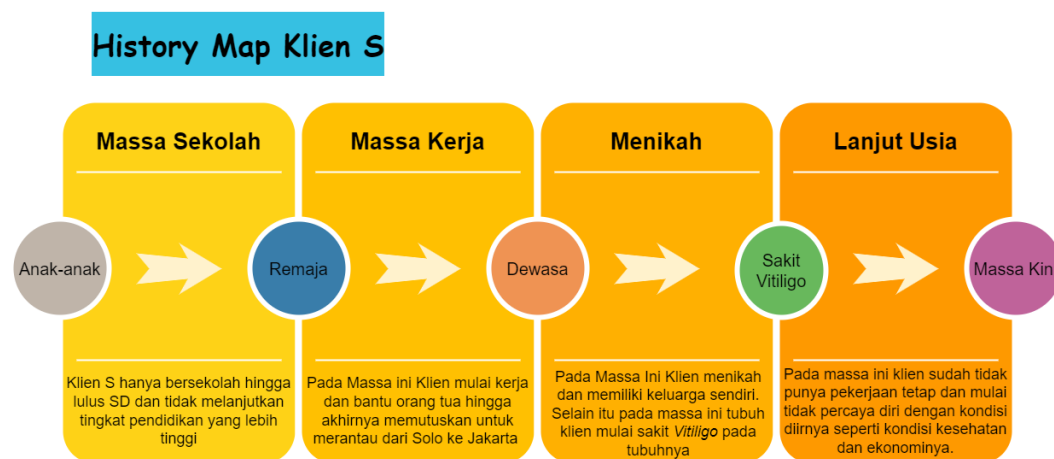 History Map Klien S
Massa Sekolah
Massa Kerja
Menikah
Lanjut Usia
Anak-anak
Remaja
Dewasa
Sakit
Vitiligo
Massa Kin
Klien S hanya bersekolah hingga
lulus SD dan tidak melanjutkan
tingkat pendidikan yang lebih
tinggi
Pada Massa ini Klien mulai kerja
dan bantu orang tua hingga
akhirnya memutuskan untuk
merantau dari Solo ke Jakarta
Pada Massa Ini Klien menikah
dan memiliki keluarga sendiri.
Selain itu pada massa ini tubuh
klien mulai sakit Vitiligo pada
tubuhnya
Pada massa ini klien sudah tidak
punya pekerjaan tetap dan mulai
tidak percaya diri dengan kondisi
diirnya seperti kondisi kesehatan
dan ekonominya.